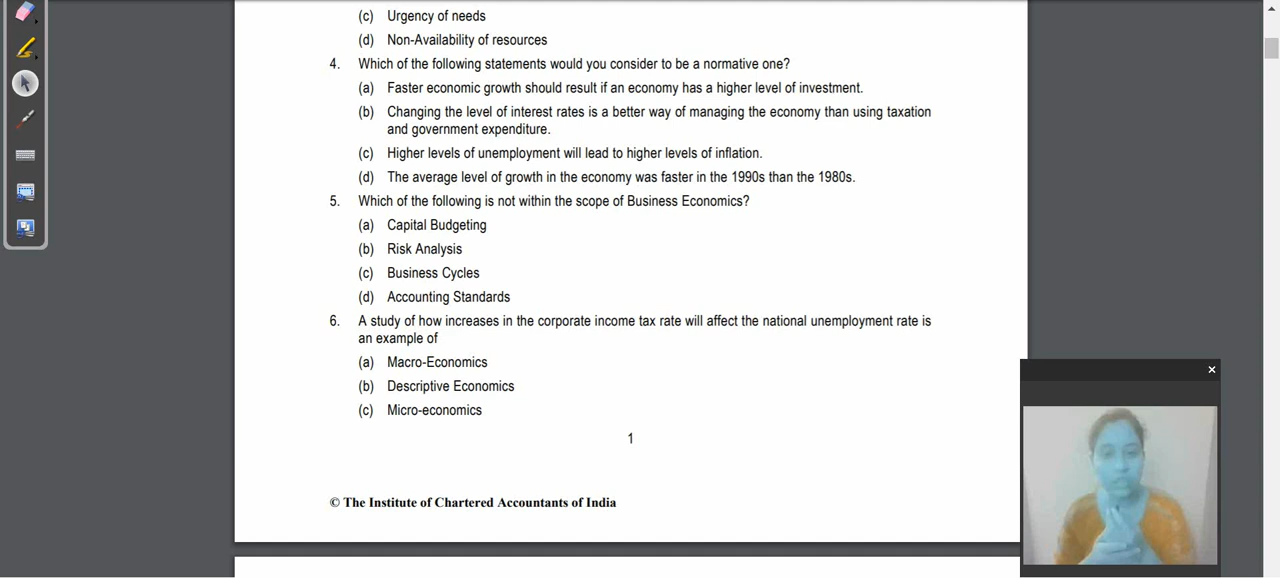 (c) Urgency of needs
(d) Non-Availability of resources
4. Which of the following statements would you consider to be a normative one?
(a) Faster economic growth should result if an economy has a higher level of investment.
(b) Changing the level of interest rates is a better way of managing the economy than using taxation
and government expenditure.
(c) Higher levels of unemployment will lead to higher levels of inflation.
(d) The average level of growth in the economy was faster in the 1990s than the 1980s.
5. Which of the following is not within the scope of Business Economics?
(a) Capital Budgeting
(b) Risk Analysis
(c) Business Cycles
(d) Accounting Standards
6. A study of how increases in the corporate income tax rate will affect the national unemployment rate is
an example of
(a) Macro-Economics
(b) Descriptive Economics
(c) Micro-economics
1
© The Institute of Chartered Accountants of India